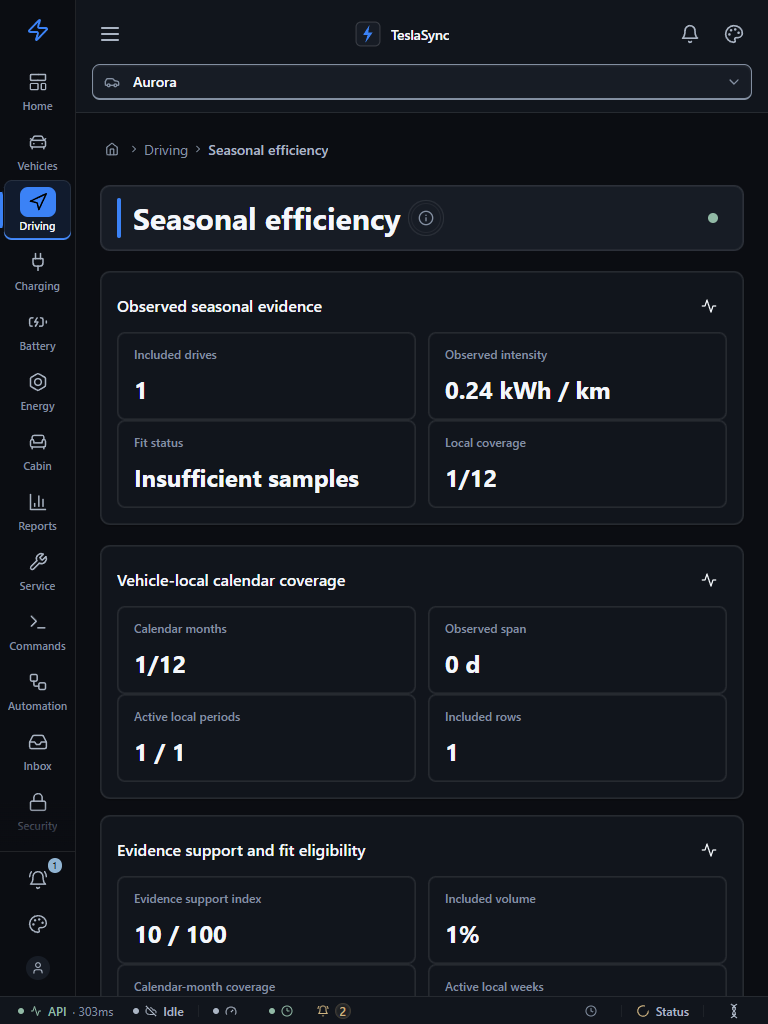 TeslaSync
Aurora
Home
Vehicles
Driving
Charging
Battery
Energy
Cabin
Reports
Service
Commands
Automation
Inbox
Security
1
Driving
Seasonal efficiency
Seasonal efficiency
Observed seasonal evidence
Included drives
1
Observed intensity
0.24 kWh / km
Fit status
Insufficient samples
Local coverage
1/12
Vehicle-local calendar coverage
Calendar months
1/12
Observed span
0 d
Active local periods
1 / 1
Included rows
1
Evidence support and fit eligibility
Evidence support index
10 / 100
Included volume
1%
Calendar-month coverage
Active local weeks
API · 303ms
Idle
2
Status